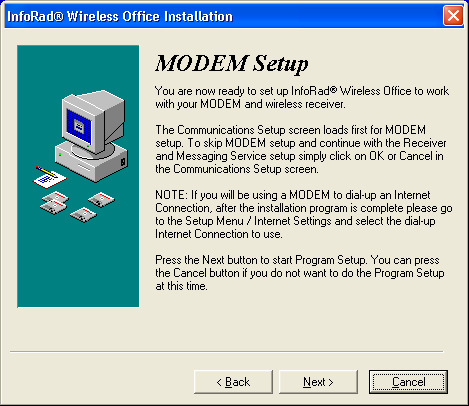 InfoRad® Wireless Office Installation
MODEM Setup
You are now ready to set up InfoRad® Wireless Office to work
with your MODEM and wireless receiver.
The Communications Setup screen loads first for MODEM
setup. To skip MODEM setup and continue with the Receiver
and Messaging Service setup simply click on OK or Cancel in
the Communications Setup screen.
NOTE: If you will be using a MODEM to dial-up an Internet
Connection, after the installation program is complete please go
to the Setup Menu / Internet Settings and select the dial-up
Internet Connection to use.
Press the Next button to start Program Setup. You can press
the Cancel button if you do not want to do the Program Setup
at this time.
< Back
Next >
Cancel